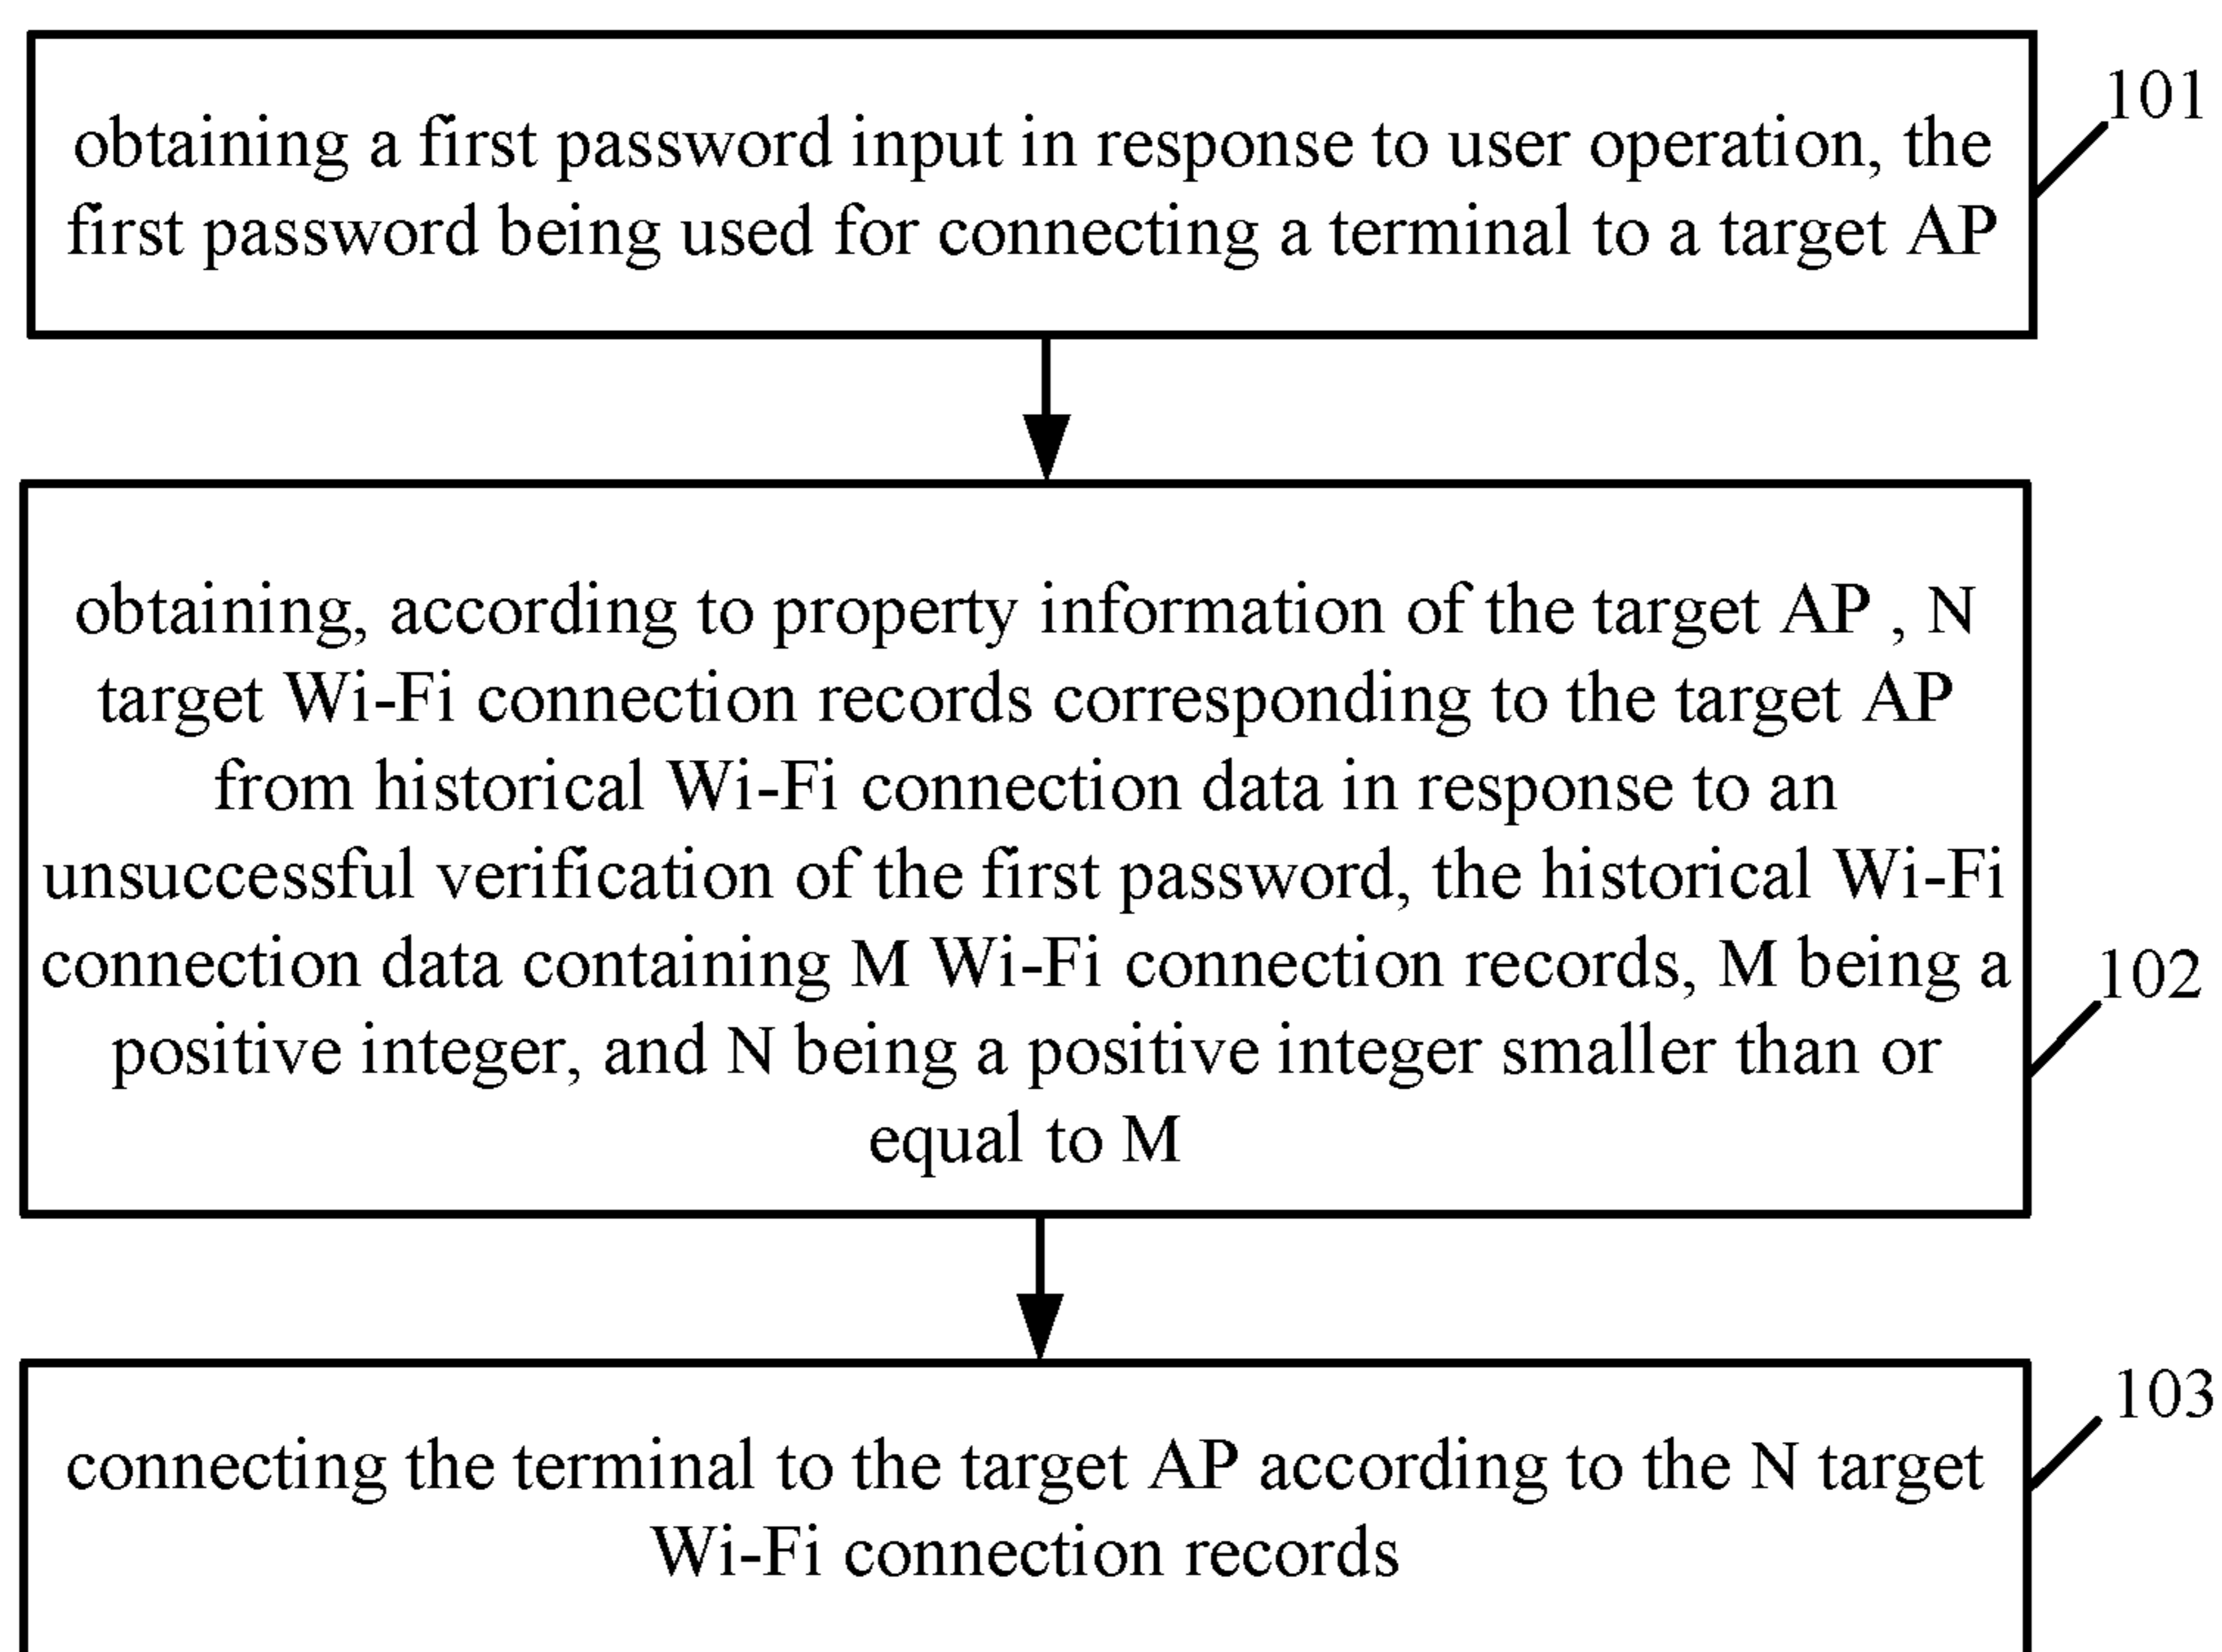 obtaining a first password input in response to user operation, the
first password being used for connecting a terminal to a target AP
101
obtaining, according to property information of the target AP , N
target Wi-Fi connection records corresponding to the target AP
from historical Wi-Fi connection data in response to an
unsuccessful verification of the first password, the historical Wi-Fi
connection data containing M Wi-Fi connection records, M being a
positive integer, and N being a positive integer smaller than or
equal to M
102
connecting the terminal to the target AP according to the N target
Wi-Fi connection records
103